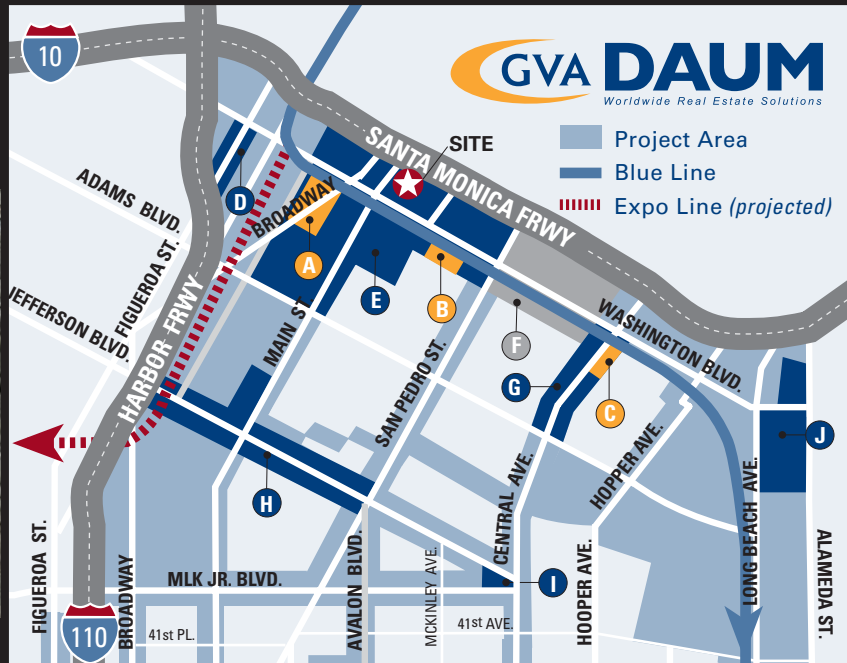 10
GVA DAUM
Worldwide Real Estate Solutions
Project Area
Blue Line
Expo Line (projected)
SITE
SANTA MONICA FRWY
ADAMS BLVD.
D
BROADWAY
A
FIGUEROA ST.
E
B
JEFFERSON BLVD.
HARBOR FRWY
MAIN ST.
F
WASHINGTON BLVD.
SAN PEDRO ST.
G
C
J
H
CENTRAL AVE.
HOPPER AVE.
LONG BEACH AVE.
I
FIGUEROA ST.
BROADWAY
MLK JR. BLVD.
AVALON BLVD.
MCKINLEY AVE.
HOOPER AVE.
ALAMEDA ST.
110
41st PL.
41st AVE.